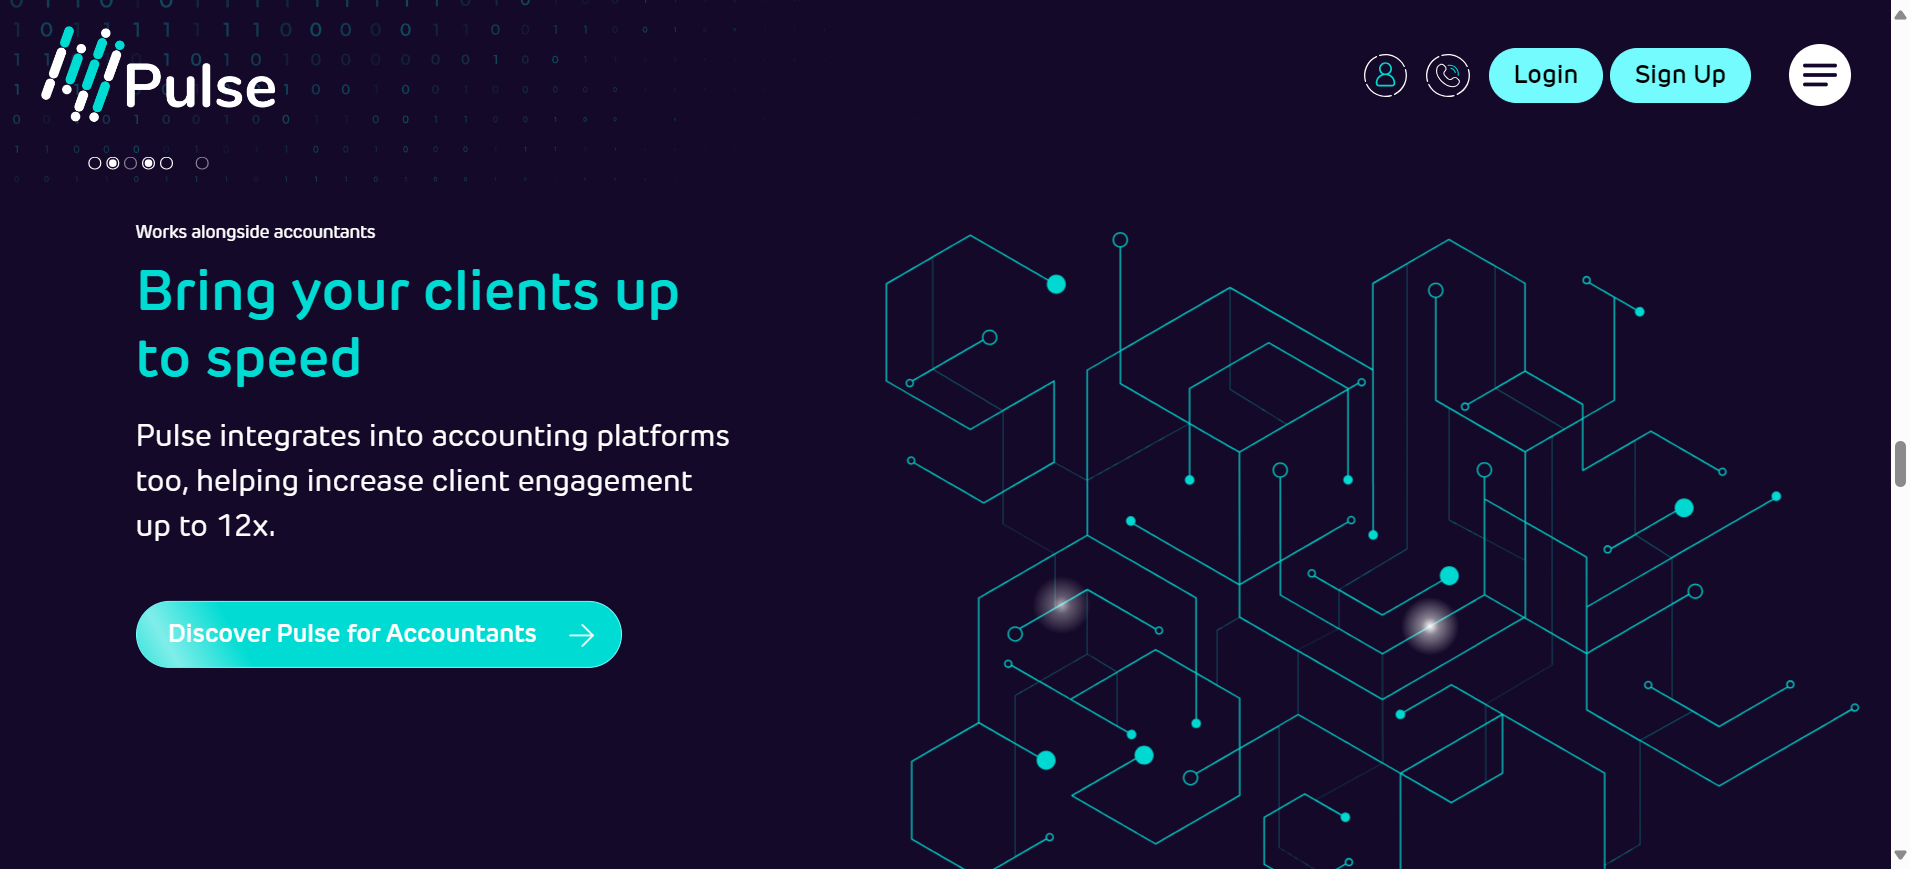 Pulse
Login
Sign Up
Works alongside accountants
Bring your clients up
to speed
Pulse integrates into accounting platforms
too, helping increase client engagement
up to 12x.
Discover Pulse for Accountants